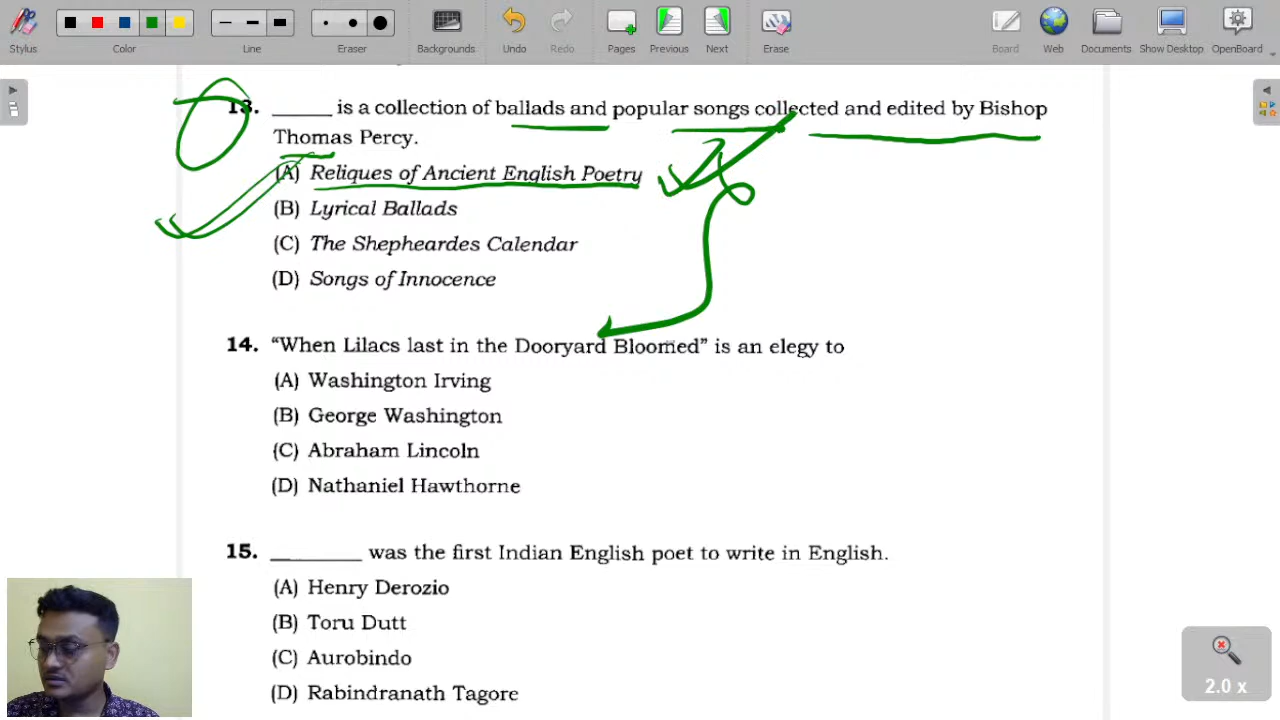 Stylus
Color
Line
Eraser
Backgrounds
Undo
Redo
Pages
Previous
Next
Erase
Board
Web
Documents
Show Desktop
OpenBoard
13. _____ is a collection of ballads and popular songs collected and edited by Bishop
Thomas Percy.
(A) Reliques of Ancient English Poetry
(B) Lyrical Ballads
(C) The Shepheardes Calendar
(D) Songs of Innocence
14. “When Lilacs last in the Dooryard Bloomed” is an elegy to
(A) Washington Irving
(B) George Washington
(C) Abraham Lincoln
(D) Nathaniel Hawthorne
15. ________ was the first Indian English poet to write in English.
(A) Henry Derozio
(B) Toru Dutt
(C) Aurobindo
(D) Rabindranath Tagore
2.0 x